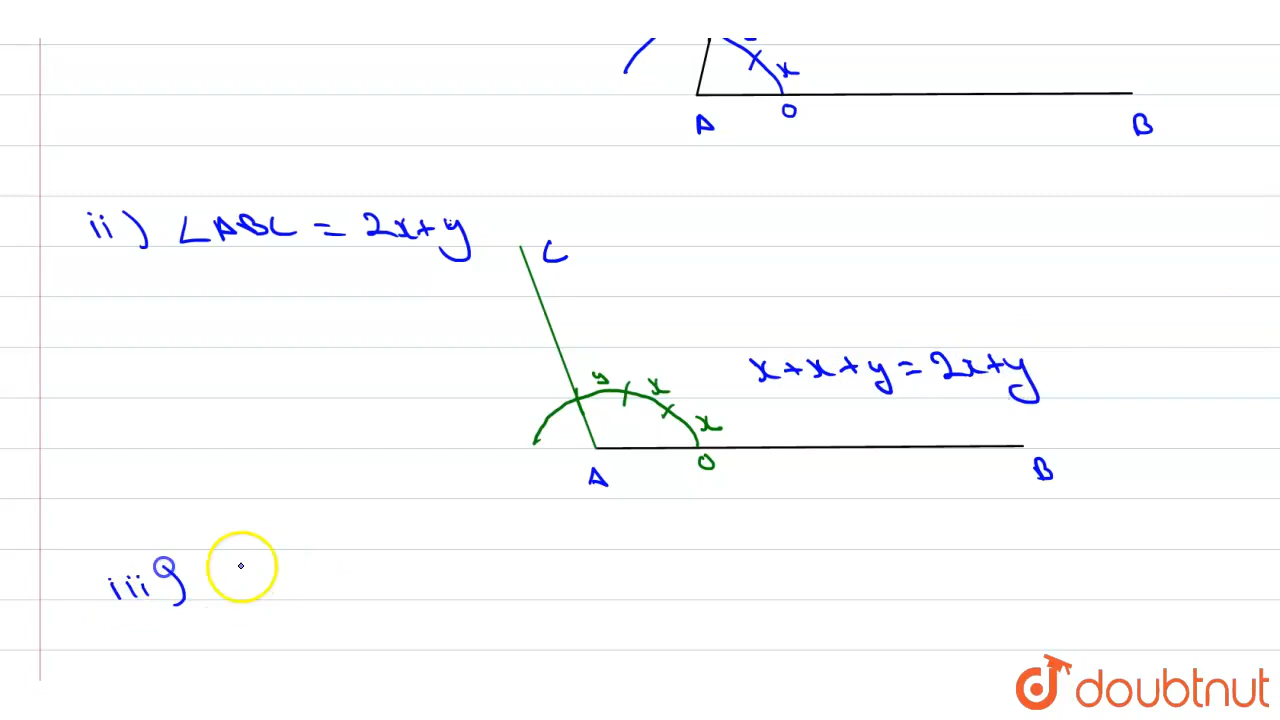 x
A O B
ii) ∠ABC = 2x+y
C
y x x
x+x+y=2x+y
A O B
iii)
doubtnut